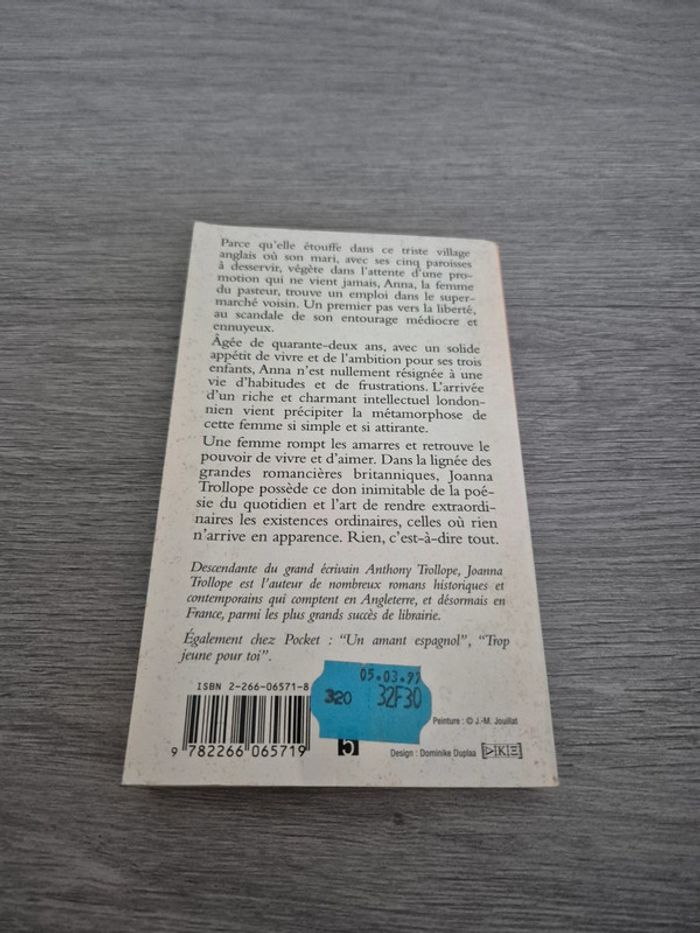 Parce qu'elle étouffe dans ce triste village
anglais où son mari, avec ses cinq paroisses
à desservir, végète dans l'attente d'une pro-
motion qui ne vient jamais, Anna, la femme
du pasteur, trouve un emploi dans le super-
marché voisin. Un premier pas vers la liberté,
au scandale de son entourage médiocre et
ennuyeux.
Âgée de quarante-deux ans, avec un solide
appétit de vivre et de l'ambition pour ses trois
enfants, Anna n'est nullement résignée à une
vie d'habitudes et de frustrations. L'arrivée
d'un riche et charmant intellectuel london-
nien vient précipiter la métamorphose de
cette femme si simple et si attirante.
Une femme rompt les amarres et retrouve le
pouvoir de vivre et d'aimer. Dans la lignée des
grandes romancières britanniques, Joanna
Trollope possède ce don inimitable de la poé-
sie du quotidien et l'art de rendre extraordi-
naires les existences ordinaires, celles où rien
n'arrive en apparence. Rien, c'est-à-dire tout.
Descendante du grand écrivain Anthony Trollope, Joanna
Trollope est l'auteur de nombreux romans historiques et
contemporains qui comptent en Angleterre, et désormais en
France, parmi les plus grands succès de librairie.
Également chez Pocket : "Un amant espagnol", "Trop
jeune pour toi".
ISBN 2-266-06571-8
05.03.97
320 32F30
Peinture : © J.-M. Jouillat
9 782266 065719
5
Design : Dominike Duplaa
DKE